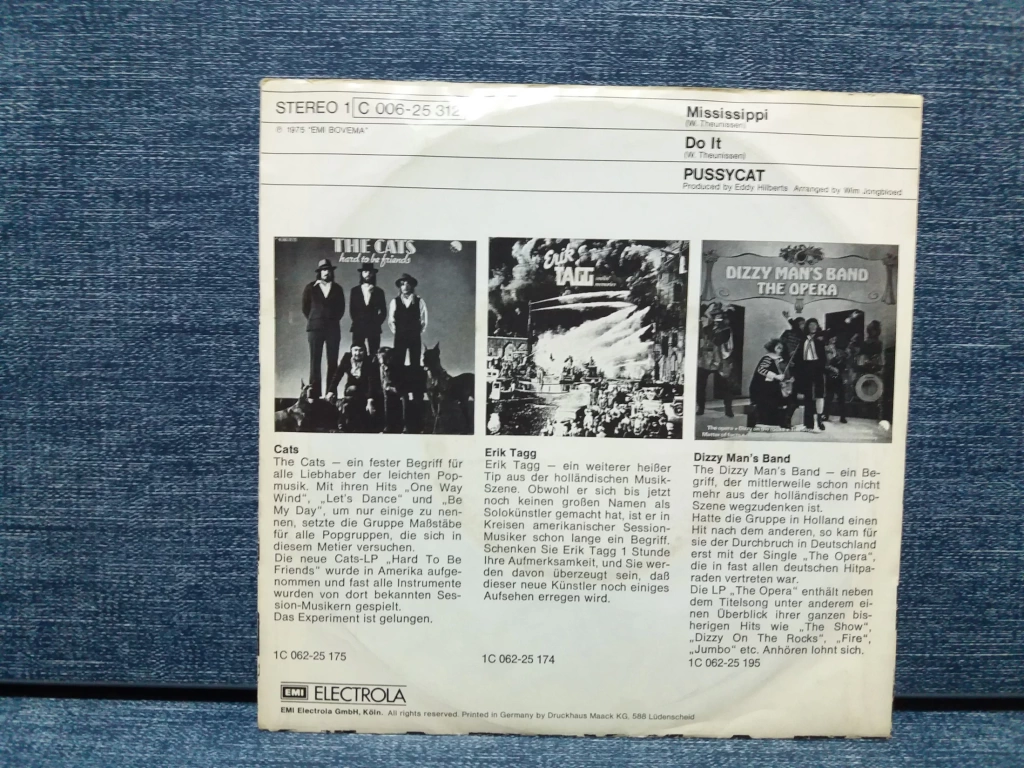 STEREO 1 C 006-25 312
℗ 1975 "EMI BOVEMA"
Mississippi
(W. Theunissen)
Do It
(W. Theunissen)
PUSSYCAT
Produced by Eddy Hilberts Arranged by Wim Jongbloed
THE CATS
hard to be friends
Erik
TAGG
DIZZY MAN'S BAND
THE OPERA
Cats
The Cats — ein fester Begriff für
alle Liebhaber der leichten Pop-
musik. Mit ihren Hits „One Way
Wind", „Let's Dance" und „Be
My Day", um nur einige zu nen-
nen, setzte die Gruppe Maßstäbe
für alle Popgruppen, die sich in
diesem Metier versuchen.
Die neue Cats-LP „Hard To Be
Friends" wurde in Amerika aufge-
nommen und fast alle Instrumente
wurden von dort bekannten Ses-
sion-Musikern gespielt.
Das Experiment ist gelungen.
1C 062-25 175
Erik Tagg
Erik Tagg — ein weiterer heißer
Tip aus der holländischen Musik-
Szene. Obwohl er sich bis jetzt
noch keinen großen Namen als
Solokünstler gemacht hat, ist er in
Kreisen amerikanischer Session-
Musiker schon lange ein Begriff.
Schenken Sie Erik Tagg 1 Stunde
Ihre Aufmerksamkeit, und Sie wer-
den davon überzeugt sein, daß
dieser neue Künstler noch einiges
Aufsehen erregen wird.
1C 062-25 174
Dizzy Man's Band
The Dizzy Man's Band — ein Be-
griff, der mittlerweile schon nicht
mehr aus der holländischen Pop-
Szene wegzudenken ist.
Hatte die Gruppe in Holland einen
Hit nach dem anderen, so kam für
sie der Durchbruch in Deutschland
erst mit der Single „The Opera",
die in fast allen deutschen Hitpa-
raden vertreten war.
Die LP „The Opera" enthält neben
dem Titelsong unter anderem ei-
nen Überblick ihrer ganzen bis-
herigen Hits wie „The Show",
„Dizzy On The Rocks", „Fire",
„Jumbo" etc. Anhören lohnt sich.
1C 062-25 195
EMI ELECTROLA
EMI Electrola GmbH, Köln. All rights reserved. Printed in Germany by Druckhaus Maack KG, 588 Lüdenscheid